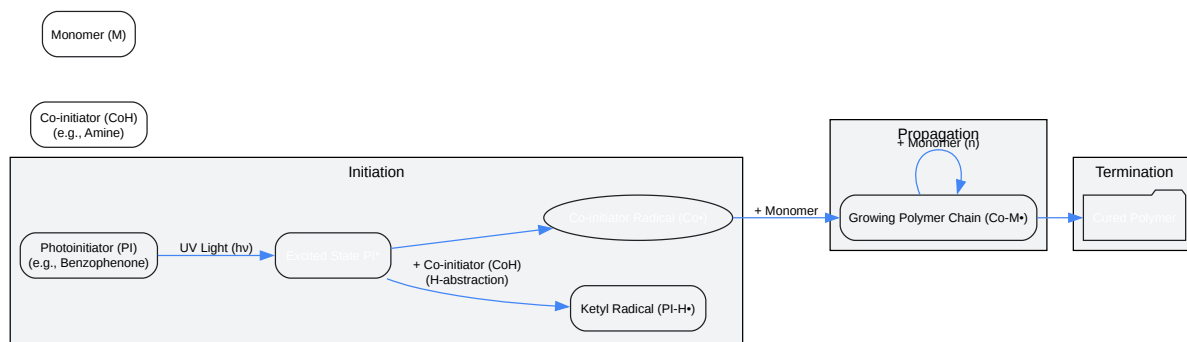 Monomer (M)
Co-initiator (CoH)
(e.g., Amine)
Initiation
Photoinitiator (PI)
(e.g., Benzophenone)
UV Light (hν)
Excited State PI*
Co-initiator Radical (Co•)
+ Co-initiator (CoH)
(H-abstraction)
Ketyl Radical (PI-H•)
+ Monomer
Propagation
+ Monomer (n)
Growing Polymer Chain (Co-M•)
Termination
Cured Polymer